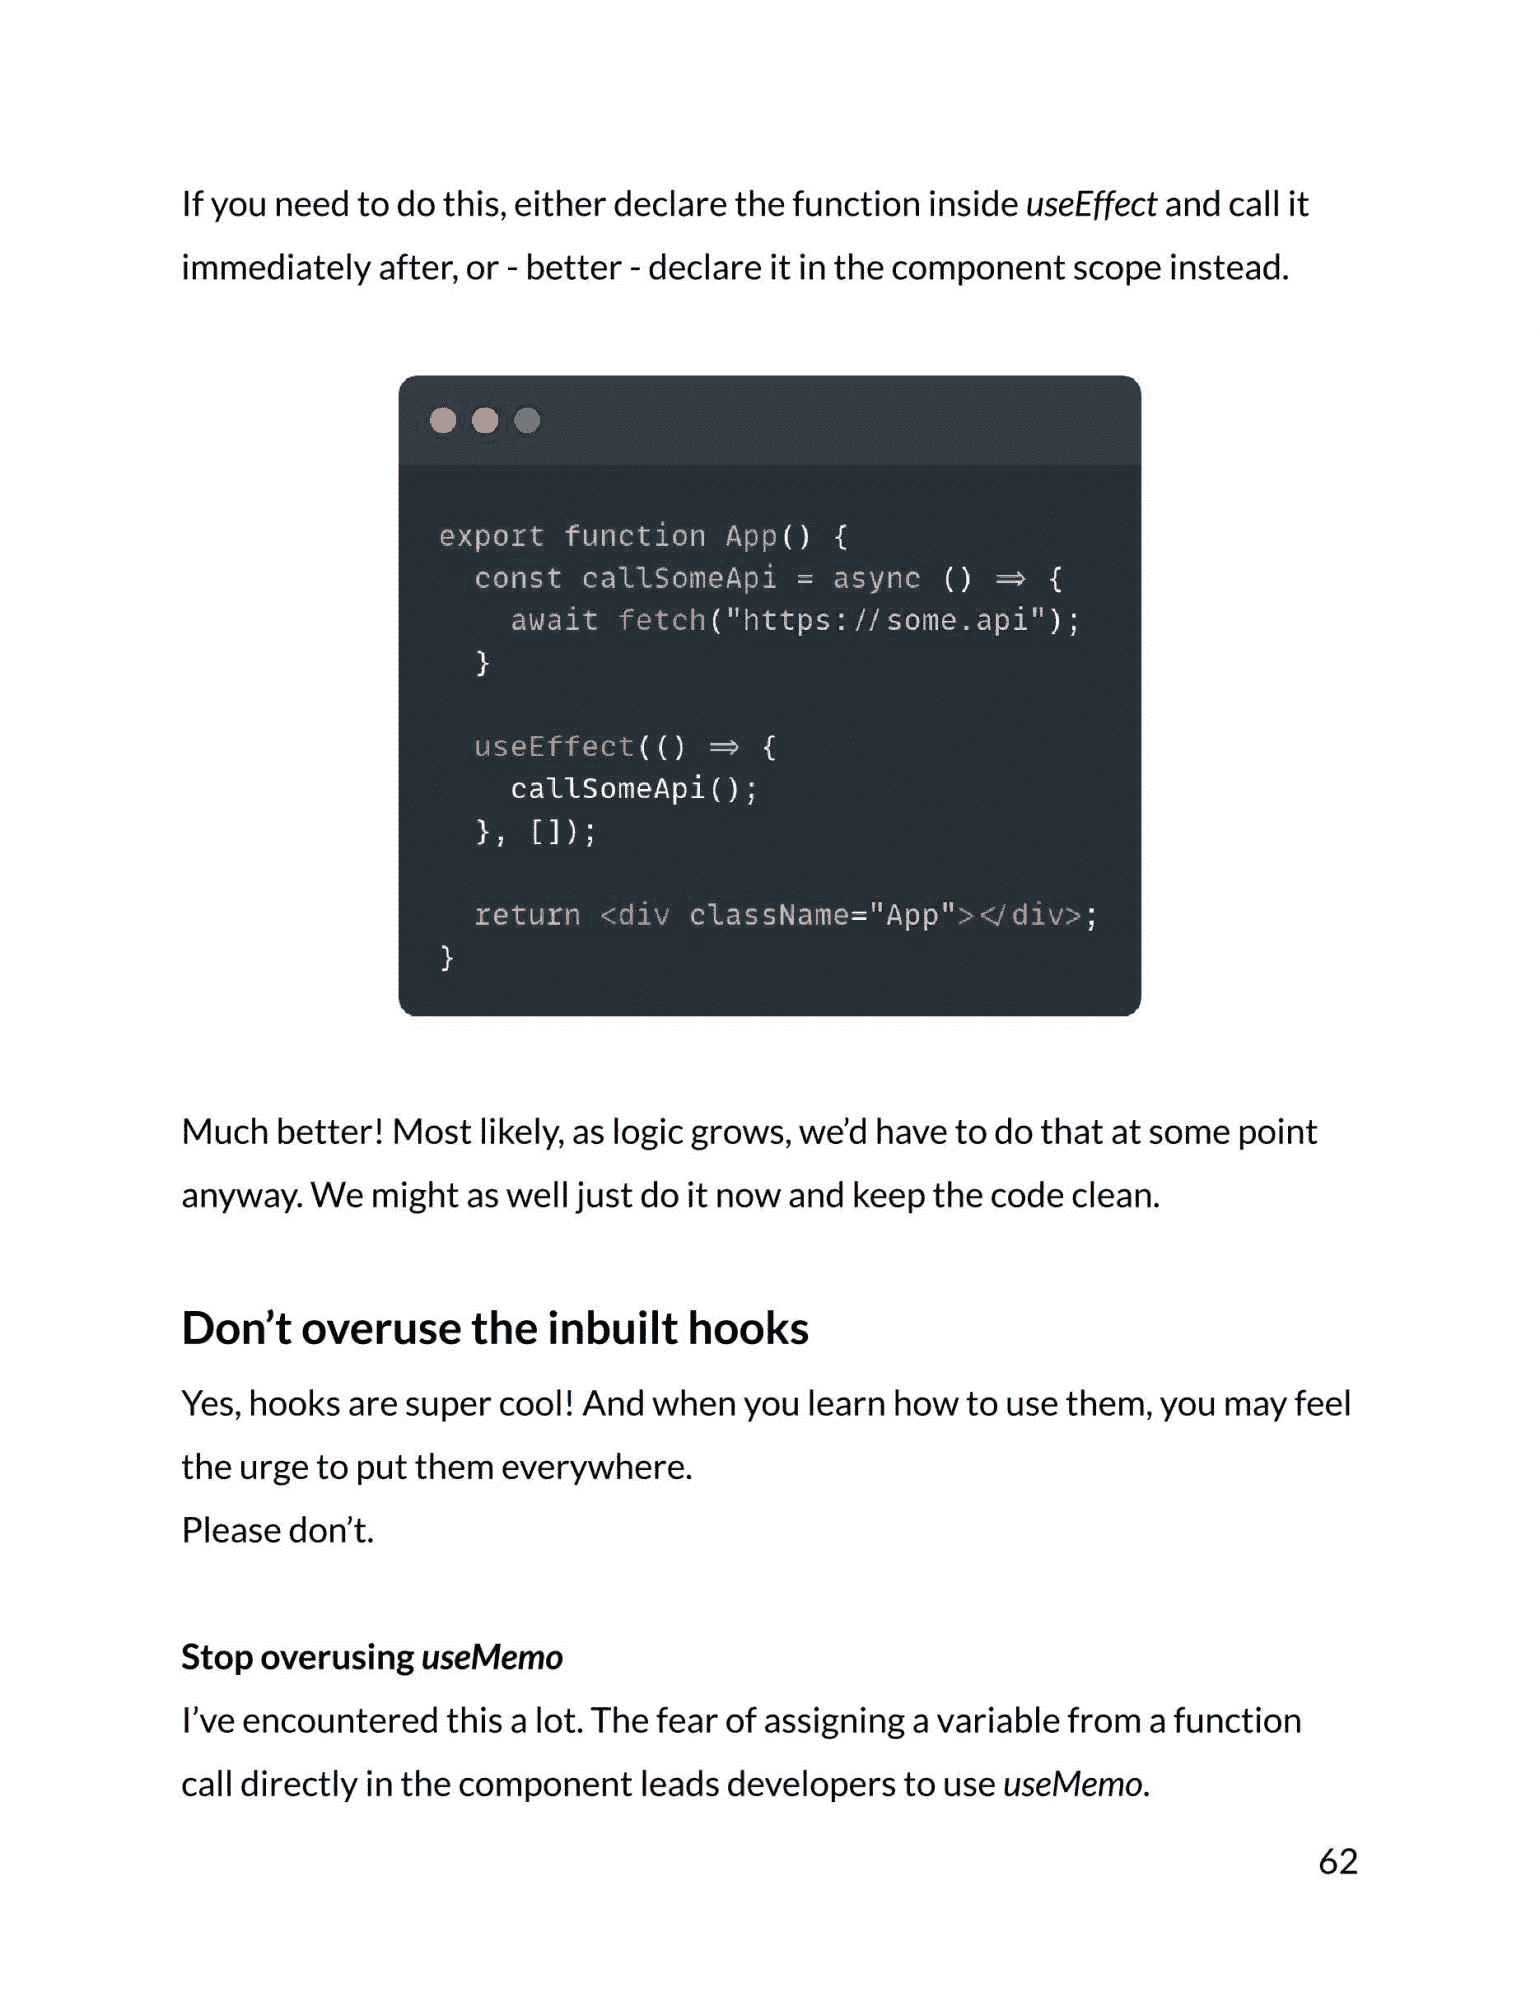 If you need to do this, either declare the function inside useEffect and call it
immediately after, or - better - declare it in the component scope instead.
export function App() {
  const callSomeApi = async () => {
    await fetch("https://some.api");
  }

  useEffect(() => {
    callSomeApi();
  }, []);

  return <div className="App"></div>;
}
Much better! Most likely, as logic grows, we’d have to do that at some point
anyway. We might as well just do it now and keep the code clean.
Don’t overuse the inbuilt hooks
Yes, hooks are super cool! And when you learn how to use them, you may feel
the urge to put them everywhere.
Please don’t.
Stop overusing useMemo
I’ve encountered this a lot. The fear of assigning a variable from a function
call directly in the component leads developers to use useMemo.
62